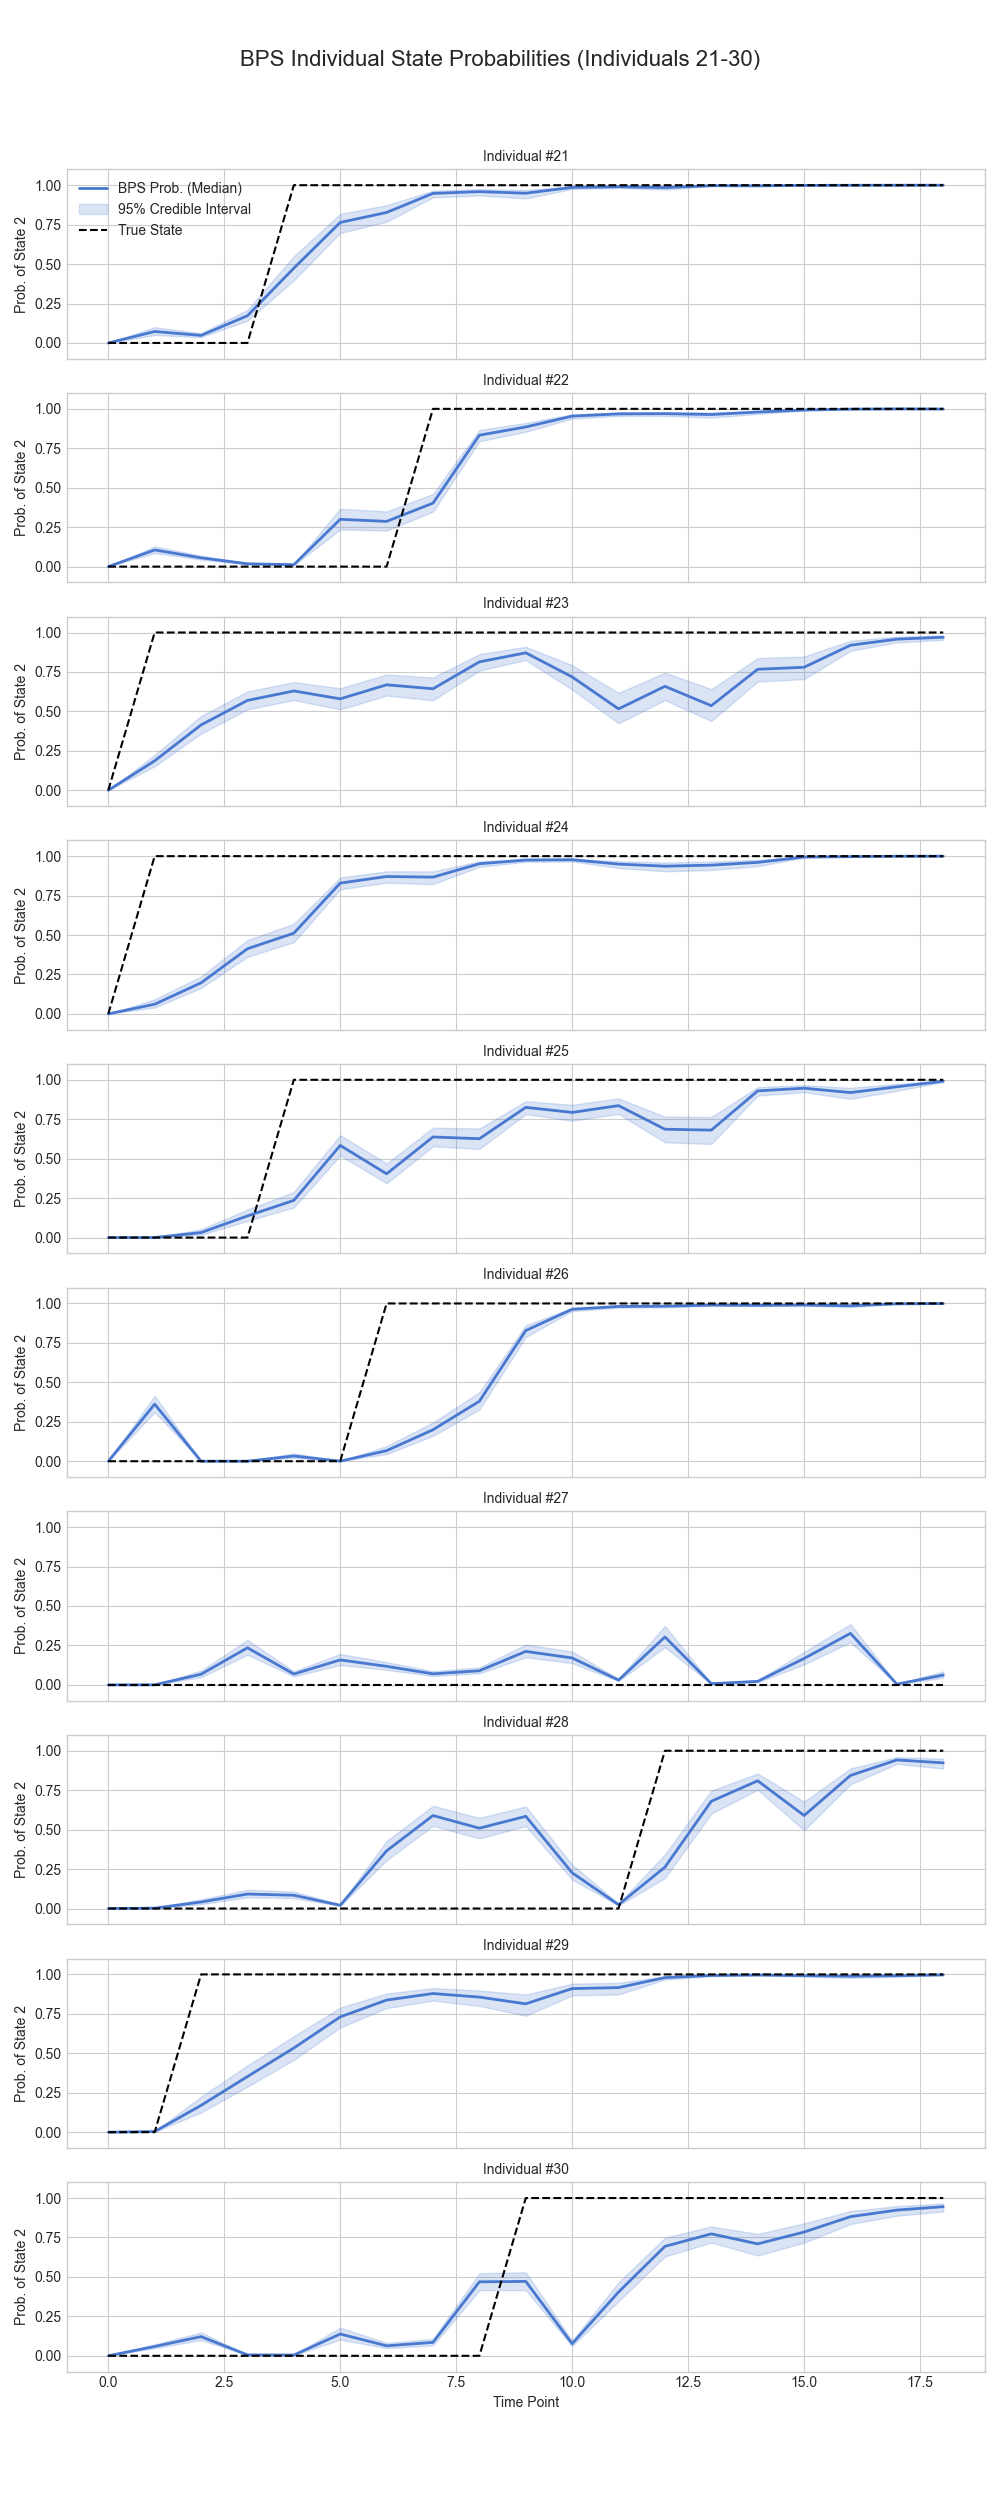 BPS Individual State Probabilities (Individuals 21-30)
Individual #21
BPS Prob. (Median)
95% Credible Interval
True State
Prob. of State 2
1.00
0.75
0.50
0.25
0.00
Individual #22
Prob. of State 2
1.00
0.75
0.50
0.25
0.00
Individual #23
Prob. of State 2
1.00
0.75
0.50
0.25
0.00
Individual #24
Prob. of State 2
1.00
0.75
0.50
0.25
0.00
Individual #25
Prob. of State 2
1.00
0.75
0.50
0.25
0.00
Individual #26
Prob. of State 2
1.00
0.75
0.50
0.25
0.00
Individual #27
Prob. of State 2
1.00
0.75
0.50
0.25
0.00
Individual #28
Prob. of State 2
1.00
0.75
0.50
0.25
0.00
Individual #29
Prob. of State 2
1.00
0.75
0.50
0.25
0.00
Individual #30
Prob. of State 2
1.00
0.75
0.50
0.25
0.00
0.0 2.5 5.0 7.5 10.0 12.5 15.0 17.5
Time Point